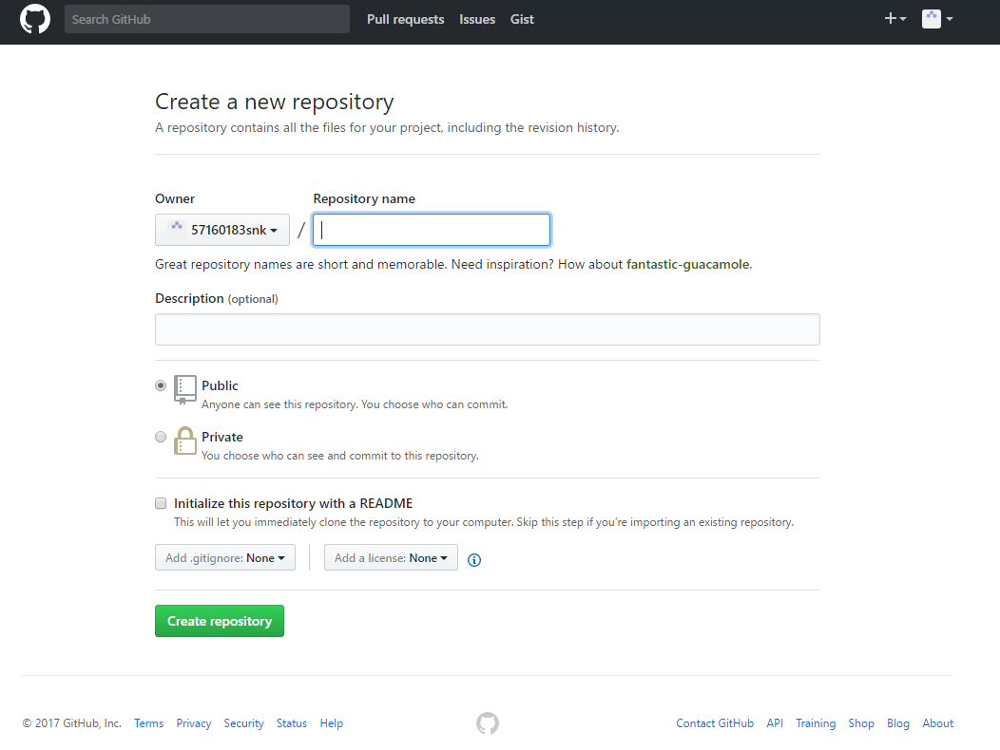 Search GitHub Pull requests Issues Gist
Create a new repository
A repository contains all the files for your project, including the revision history.
Owner Repository name
57160183snk /
Great repository names are short and memorable. Need inspiration? How about fantastic-guacamole.
Description (optional)
Public
Anyone can see this repository. You choose who can commit.
Private
You choose who can see and commit to this repository.
Initialize this repository with a README
This will let you immediately clone the repository to your computer. Skip this step if you’re importing an existing repository.
Add .gitignore: None Add a license: None
Create repository
© 2017 GitHub, Inc. Terms Privacy Security Status Help Contact GitHub API Training Shop Blog About